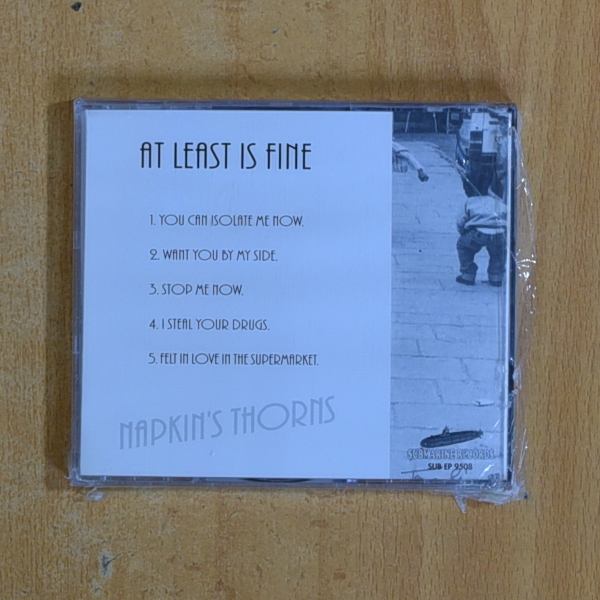 AT LEAST IS FINE
1. YOU CAN ISOLATE ME NOW.
2. WANT YOU BY MY SIDE.
3. STOP ME NOW.
4. I STEAL YOUR DRUGS.
5. FELT IN LOVE IN THE SUPERMARKET.
NAPKIN'S THORNS
SUBMARINE RECORDS
SUB EP 9508